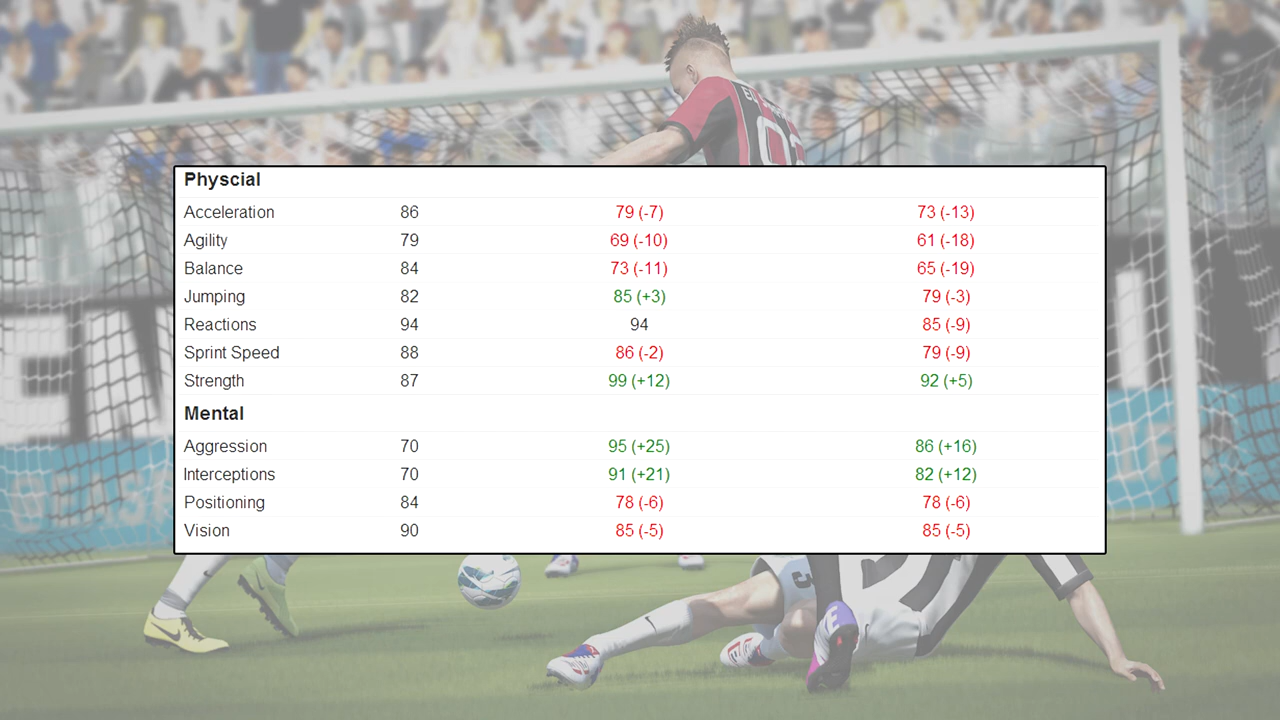 Physcial
Acceleration 86 79 (-7) 73 (-13)
Agility 79 69 (-10) 61 (-18)
Balance 84 73 (-11) 65 (-19)
Jumping 82 85 (+3) 79 (-3)
Reactions 94 94 85 (-9)
Sprint Speed 88 86 (-2) 79 (-9)
Strength 87 99 (+12) 92 (+5)
Mental
Aggression 70 95 (+25) 86 (+16)
Interceptions 70 91 (+21) 82 (+12)
Positioning 84 78 (-6) 78 (-6)
Vision 90 85 (-5) 85 (-5)